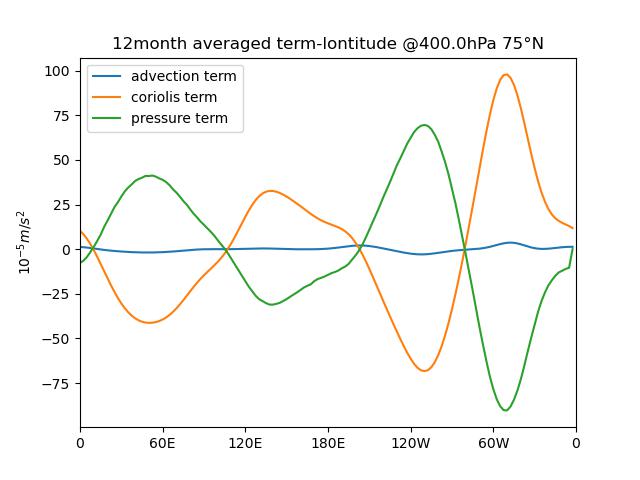 12month averaged term-lontitude @400.0hPa 75°N
advection term
coriolis term
pressure term
100
75
50
25
0
−25
−50
−75
10⁻⁵m/s²
0 60E 120E 180E 120W 60W 0